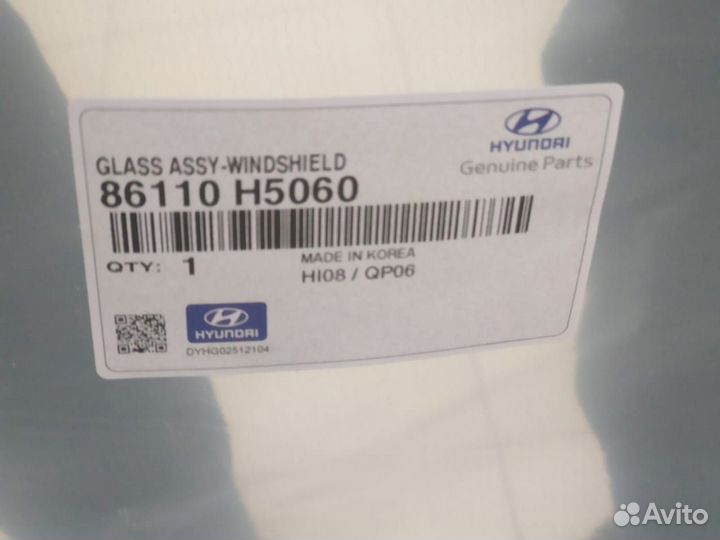 HYUNDAI
Genuine Parts
GLASS ASSY-WINDSHIELD
86110 H5060
MADE IN KOREA
QTY: 1
HI08 / QP06
HYUNDAI
DYHG02512104
Avito